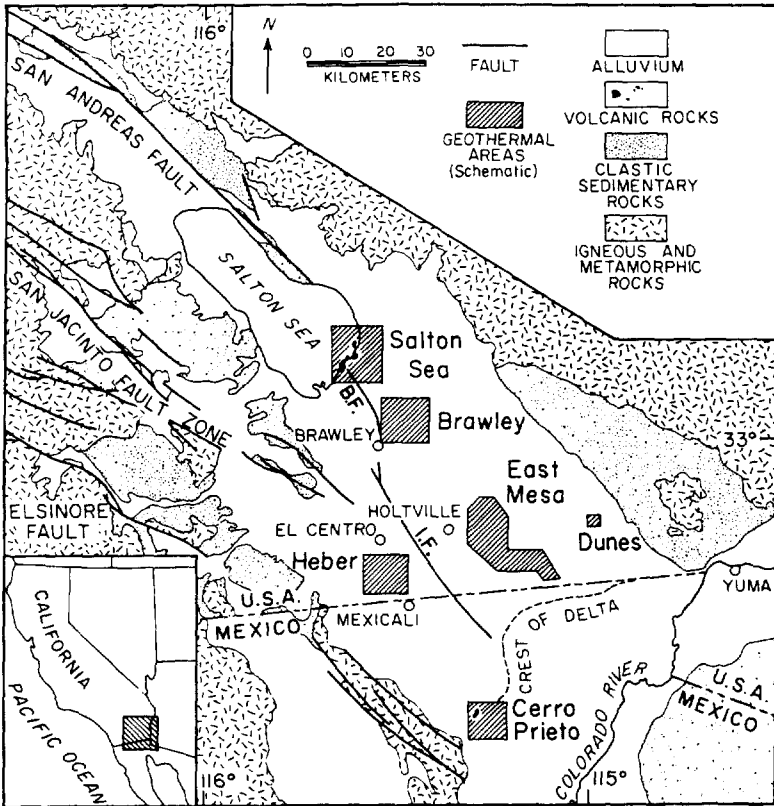 116°
N
0 10 20 30
KILOMETERS
FAULT
GEOTHERMAL
AREAS
(Schematic)
ALLUVIUM
VOLCANIC ROCKS
CLASTIC
SEDIMENTARY
ROCKS
IGNEOUS AND
METAMORPHIC
ROCKS
SAN ANDREAS FAULT
SALTON SEA
SAN JACINTO FAULT ZONE
Salton
Sea
BF.
BRAWLEY
Brawley
33°
ELSINORE
FAULT
East
Mesa
HOLTVILLE
EL CENTRO
I.F.
Dunes
Heber
U.S.A.
MEXICO
MEXICALI
YUMA
CREST OF DELTA
Cerro
Prieto
COLORADO RIVER
U.S.A.
MEXICO
CALIFORNIA
PACIFIC OCEAN
116°
115°